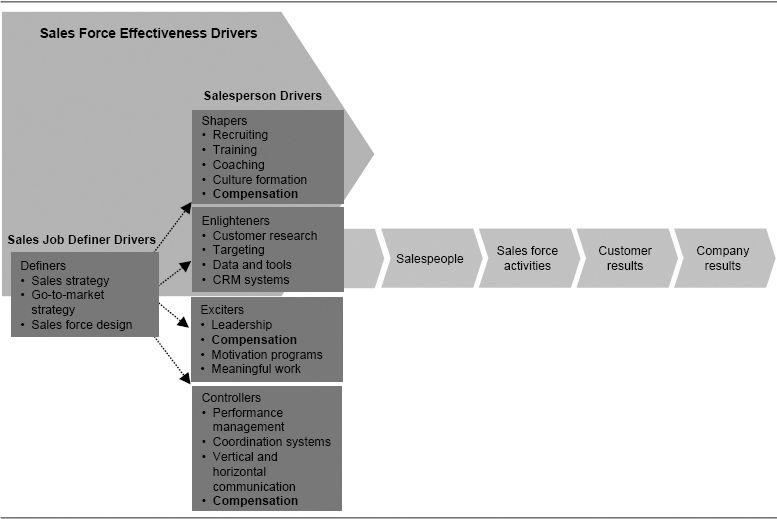 Sales Force Effectiveness Drivers
Salesperson Drivers
Shapers
• Recruiting
• Training
• Coaching
• Culture formation
• Compensation
Enlighteners
• Customer research
• Targeting
• Data and tools
• CRM systems
Sales Job Definer Drivers
Definers
• Sales strategy
• Go-to-market
strategy
• Sales force design
Exciters
• Leadership
• Compensation
• Motivation programs
• Meaningful work
Controllers
• Performance
management
• Coordination systems
• Vertical and
horizontal
communication
• Compensation
Salespeople
Sales force
activities
Customer
results
Company
results